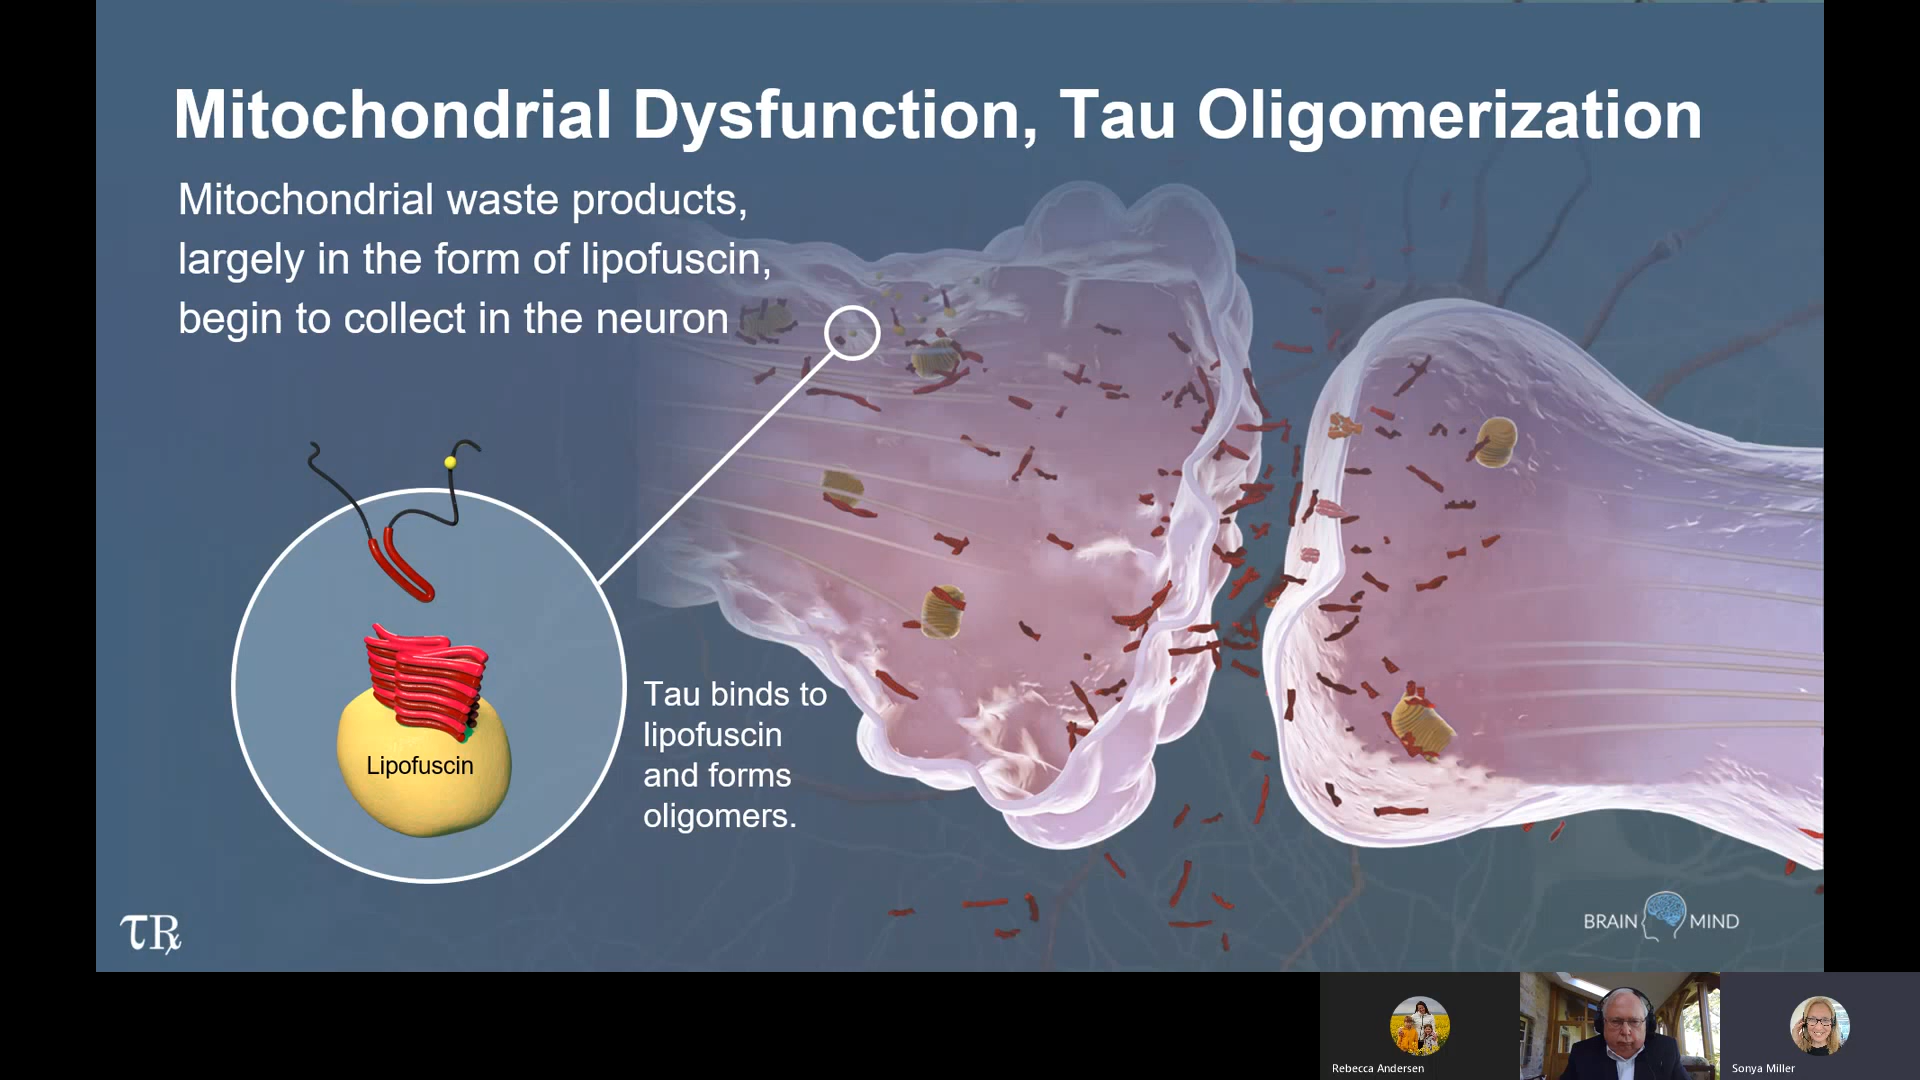 Mitochondrial Dysfunction, Tau Oligomerization
Mitochondrial waste products,
largely in the form of lipofuscin,
begin to collect in the neuron
Lipofuscin
Tau binds to
lipofuscin
and forms
oligomers.
τR
BRAIN MIND
Rebecca Andersen
Sonya Miller